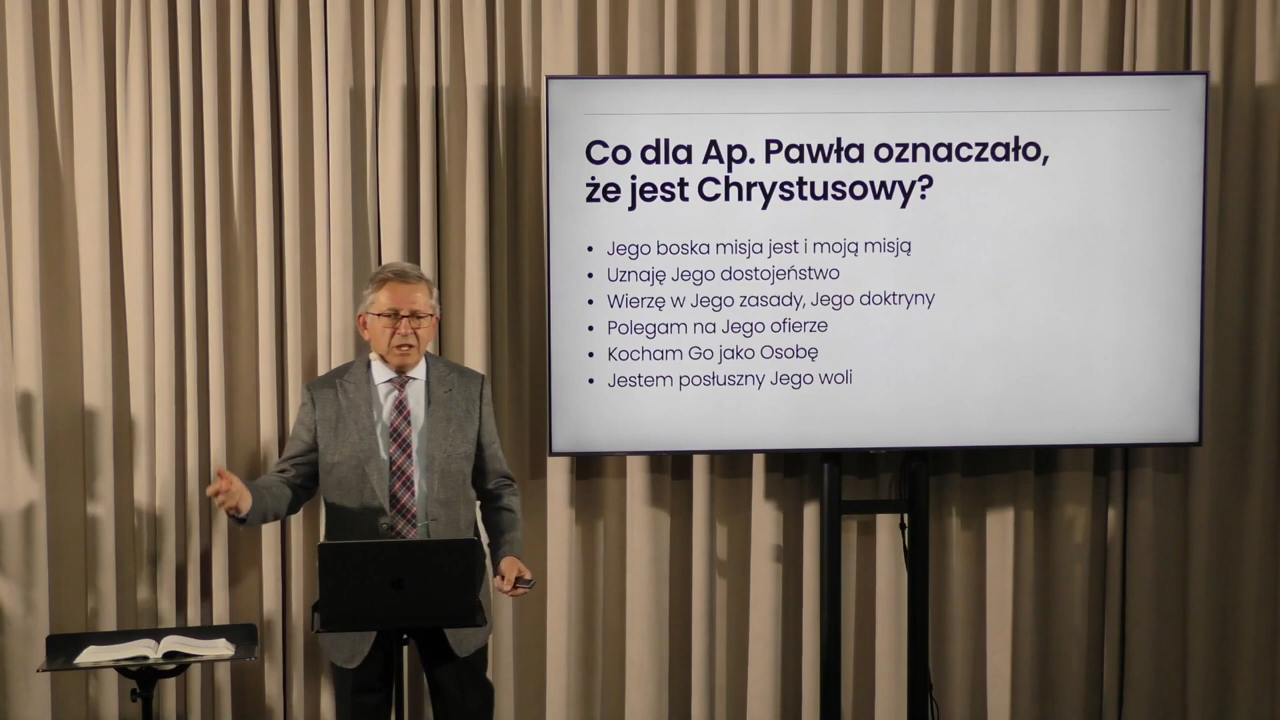 Co dla Ap. Pawła oznaczało,
że jest Chrystusowy?
• Jego boska misja jest i moją misją
• Uznaję Jego dostojeństwo
• Wierzę w Jego zasady, Jego doktryny
• Polegam na Jego ofierze
• Kocham Go jako Osobę
• Jestem posłuszny Jego woli